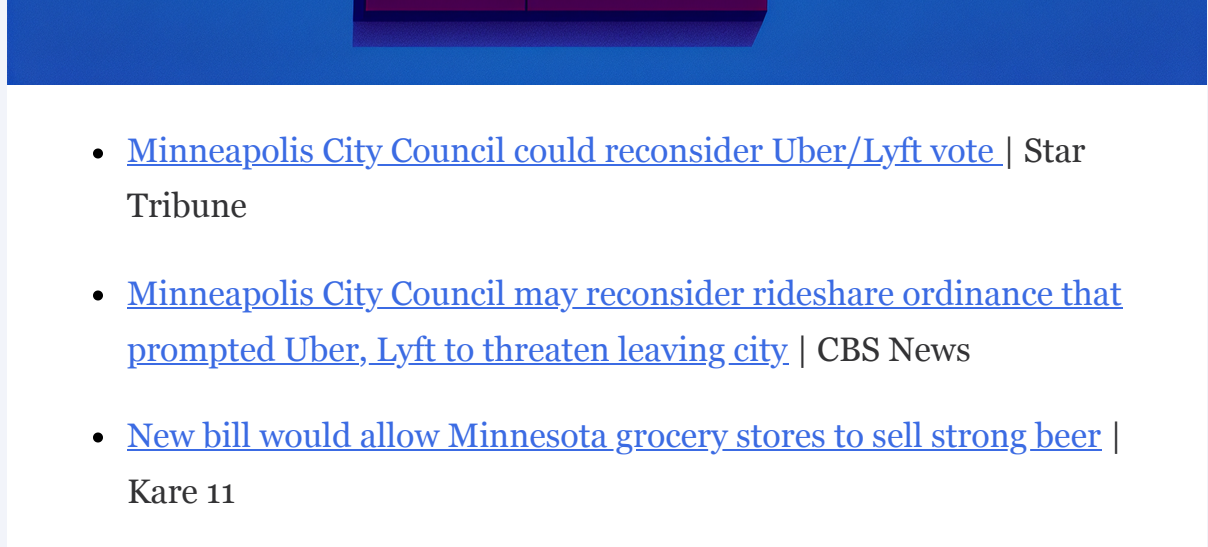 Minneapolis City Council could reconsider Uber/Lyft vote | Star
Tribune
Minneapolis City Council may reconsider rideshare ordinance that
prompted Uber, Lyft to threaten leaving city | CBS News
New bill would allow Minnesota grocery stores to sell strong beer |
Kare 11